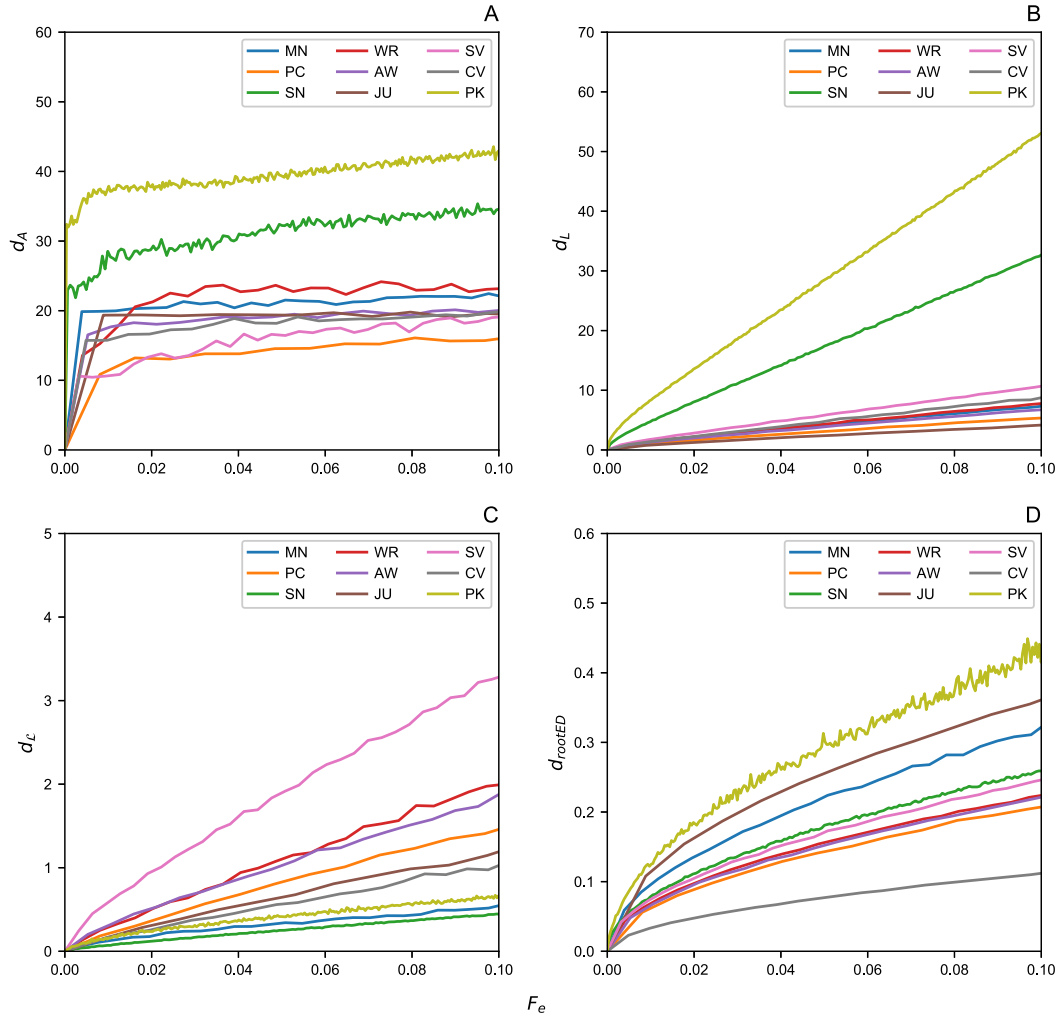 A
60
50
40
30
20
10
0
d_A
MN WR SV
PC AW CV
SN JU PK
0.00 0.02 0.04 0.06 0.08 0.10
B
70
60
50
40
30
20
10
0
d_L
MN WR SV
PC AW CV
SN JU PK
0.00 0.02 0.04 0.06 0.08 0.10
C
5
4
3
2
1
0
d_ℒ
MN WR SV
PC AW CV
SN JU PK
0.00 0.02 0.04 0.06 0.08 0.10
D
0.6
0.5
0.4
0.3
0.2
0.1
0.0
d_rootED
MN WR SV
PC AW CV
SN JU PK
0.00 0.02 0.04 0.06 0.08 0.10
F_e